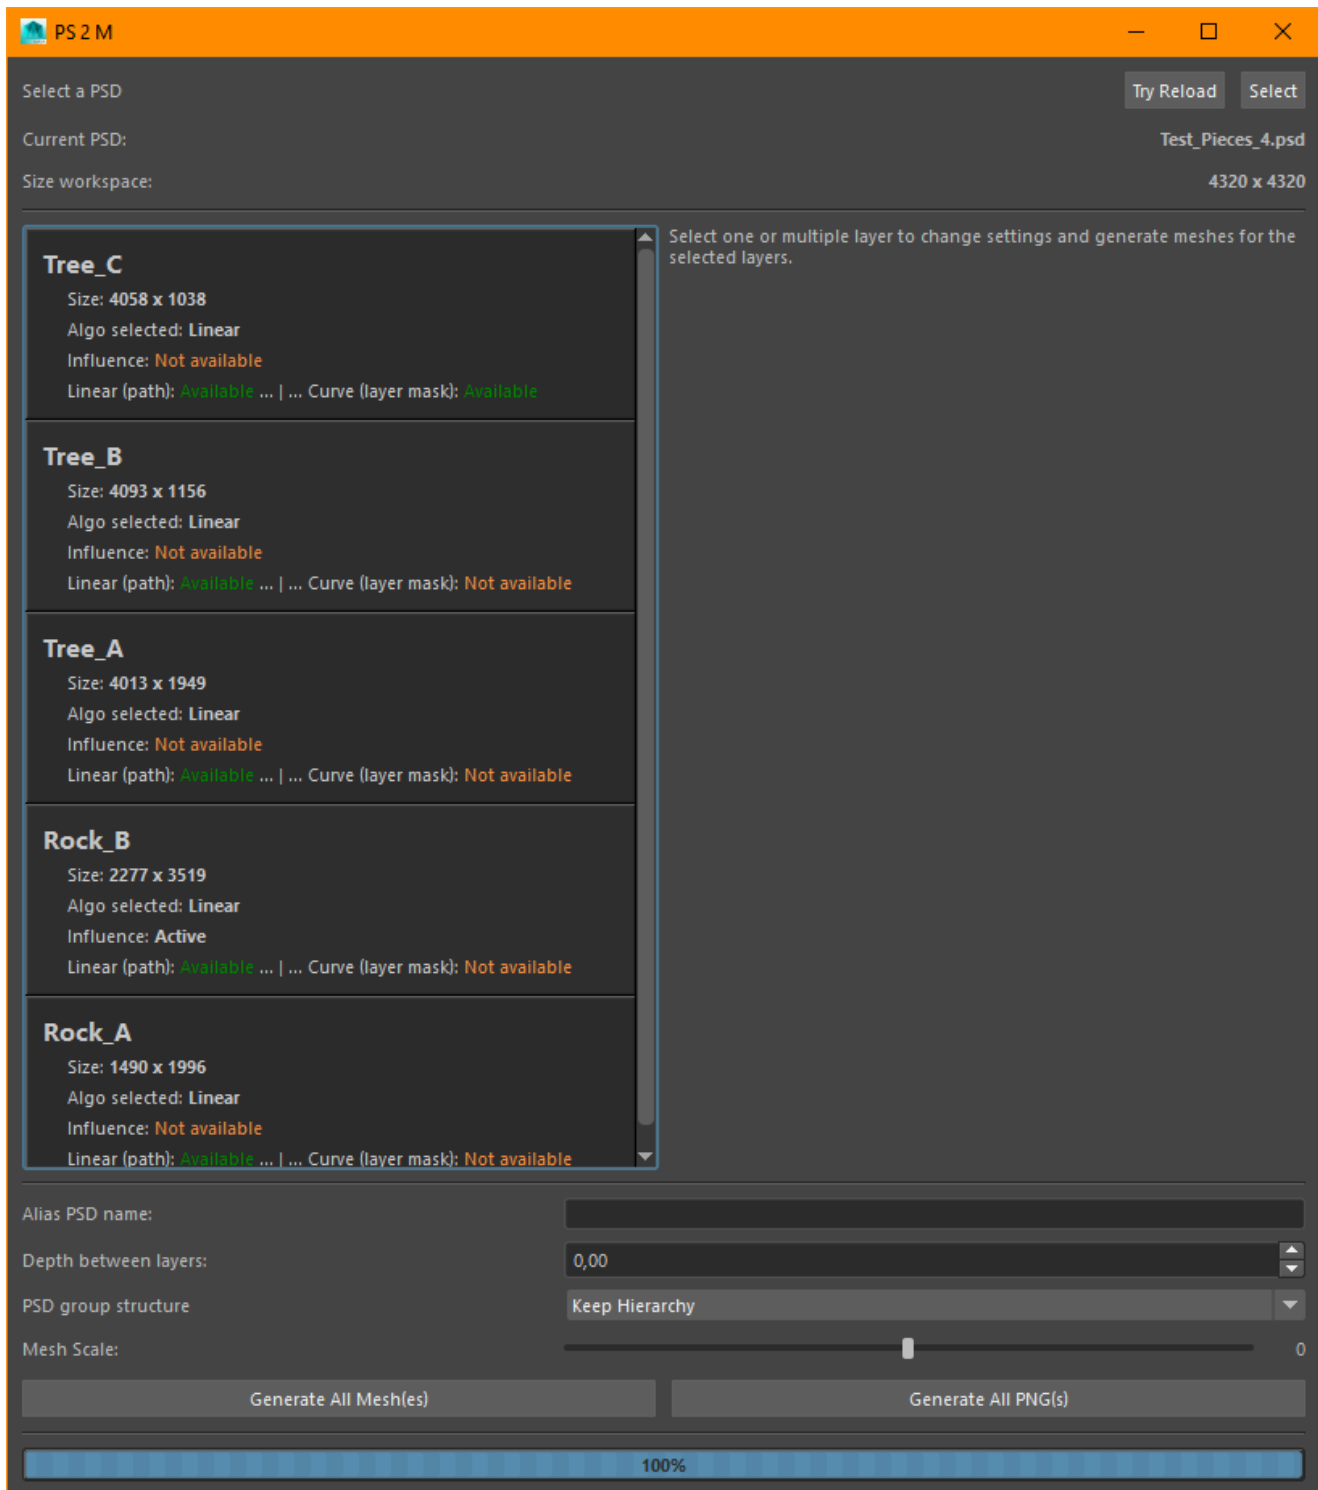 PS 2 M
Select a PSD
Try Reload
Select
Current PSD:
Test_Pieces_4.psd
Size workspace:
4320 x 4320
Tree_C
Size: 4058 x 1038
Algo selected: Linear
Influence: Not available
Linear (path): Available ... | ... Curve (layer mask): Available
Tree_B
Size: 4093 x 1156
Algo selected: Linear
Influence: Not available
Linear (path): Available ... | ... Curve (layer mask): Not available
Tree_A
Size: 4013 x 1949
Algo selected: Linear
Influence: Not available
Linear (path): Available ... | ... Curve (layer mask): Not available
Rock_B
Size: 2277 x 3519
Algo selected: Linear
Influence: Active
Linear (path): Available ... | ... Curve (layer mask): Not available
Rock_A
Size: 1490 x 1996
Algo selected: Linear
Influence: Not available
Linear (path): Available ... | ... Curve (layer mask): Not available
Select one or multiple layer to change settings and generate meshes for the
selected layers.
Alias PSD name:
Depth between layers:
0,00
PSD group structure
Keep Hierarchy
Mesh Scale:
0
Generate All Mesh(es)
Generate All PNG(s)
100%